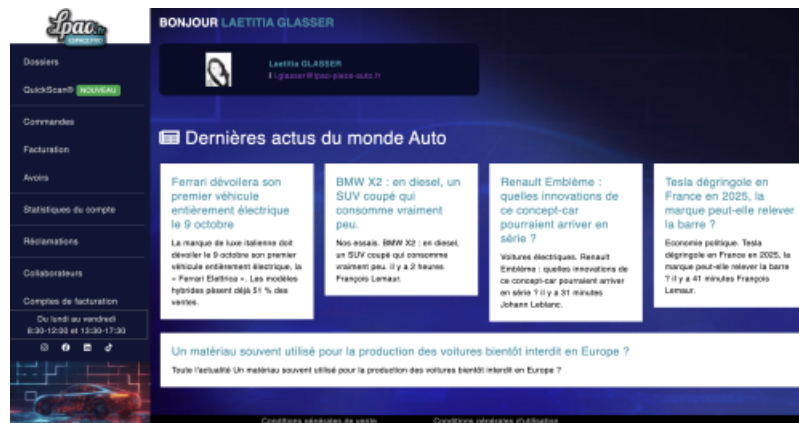 lpao.fr
ESPACE PRO
Dossiers
QuickScan® NOUVEAU
Commandes
Facturation
Avoirs
Statistiques du compte
Réclamations
Collaborateurs
Comptes de facturation
Du lundi au vendredi
8:30-12:00 et 13:30-17:30
BONJOUR LAETITIA GLASSER
Laetitia GLASSER
l.glasser@lpao-piece-auto.fr
Dernières actus du monde Auto
Ferrari dévoilera son
premier véhicule
entièrement électrique
le 9 octobre
La marque de luxe italienne doit
dévoiler le 9 octobre son premier
véhicule entièrement électrique, la
« Ferrari Elettrica ». Les modèles
hybrides pèsent déjà 51 % des
ventes.
BMW X2 : en diesel, un
SUV coupé qui
consomme vraiment
peu.
Nos essais. BMW X2 : en diesel,
un SUV coupé qui consomme
vraiment peu. il y a 2 heures
François Lemaur.
Renault Emblème :
quelles innovations de
ce concept-car
pourraient arriver en
série ?
Voitures électriques. Renault
Emblème : quelles innovations de
ce concept-car pourraient arriver
en série ? il y a 31 minutes
Johann Leblanc.
Tesla dégringole en
France en 2025, la
marque peut-elle relever
la barre ?
Economie politique. Tesla
dégringole en France en 2025, la
marque peut-elle relever la barre
? il y a 41 minutes François
Lemaur.
Un matériau souvent utilisé pour la production des voitures bientôt interdit en Europe ?
Toute l'actualité Un matériau souvent utilisé pour la production des voitures bientôt interdit en Europe ?
Conditions générales de vente
Conditions générales d'utilisation